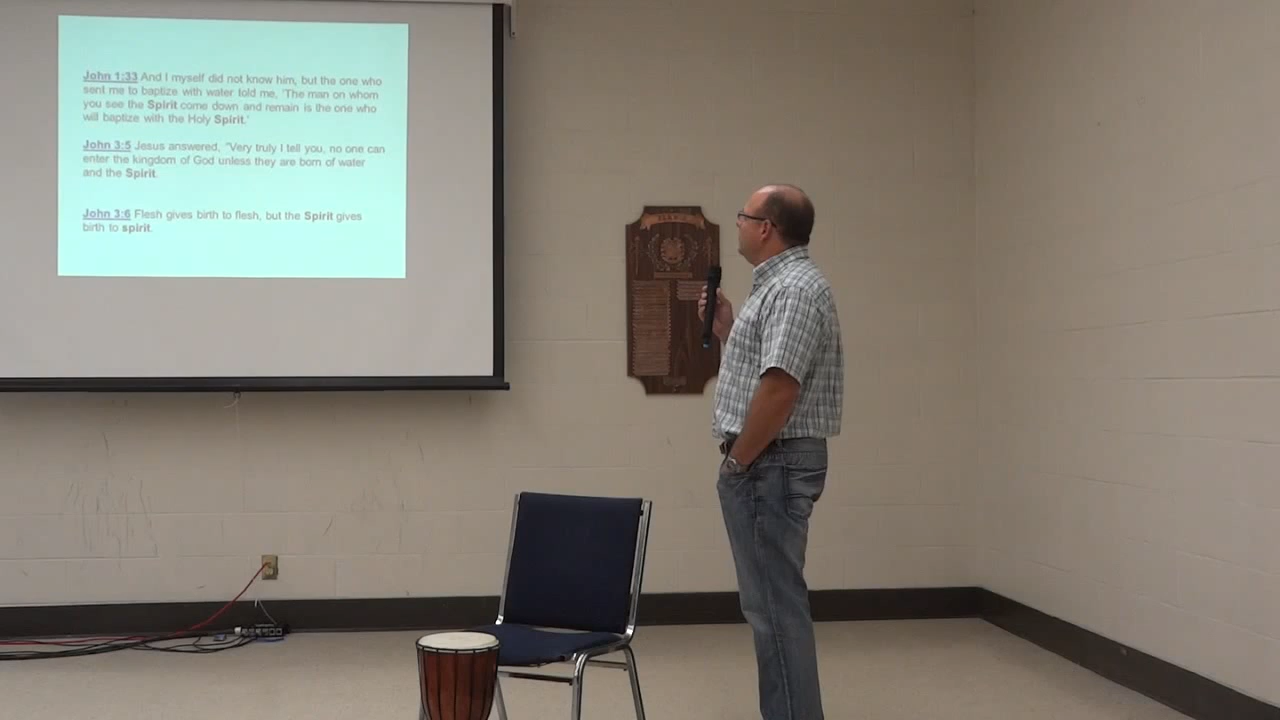 John 1:33 And I myself did not know him, but the one who
sent me to baptize with water told me, 'The man on whom
you see the Spirit come down and remain is the one who
will baptize with the Holy Spirit.'
John 3:5 Jesus answered, "Very truly I tell you, no one can
enter the kingdom of God unless they are born of water
and the Spirit.
John 3:6 Flesh gives birth to flesh, but the Spirit gives
birth to spirit.